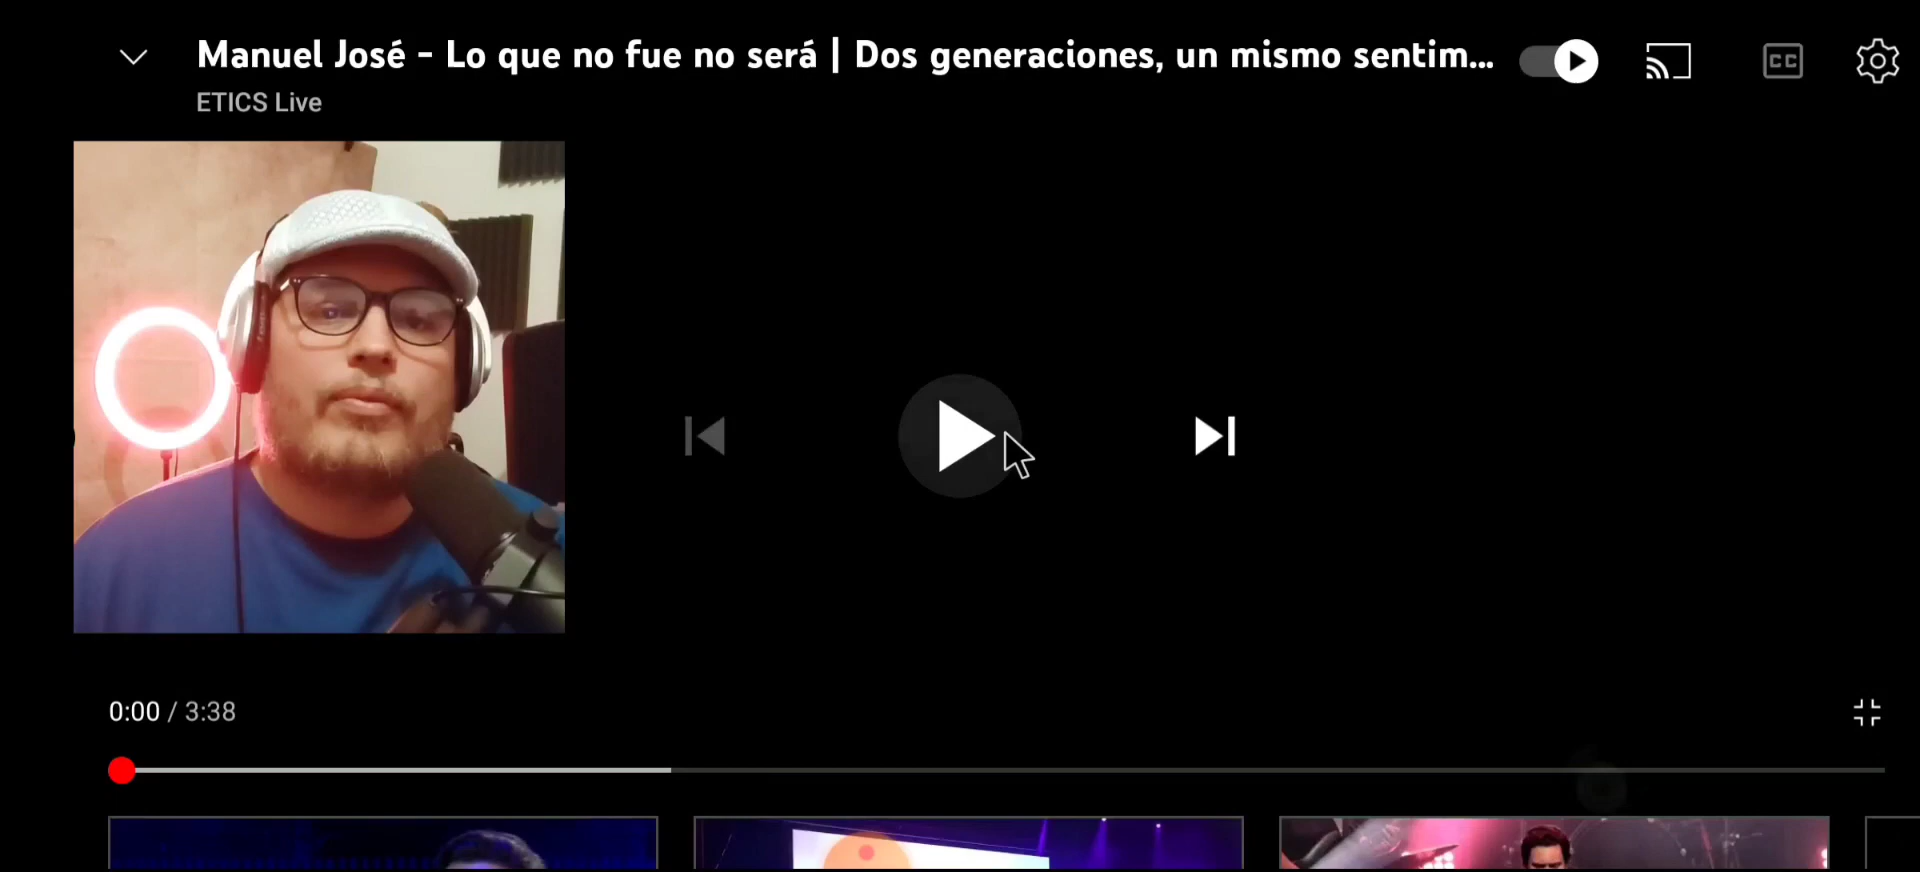 Manuel José - Lo que no fue no será | Dos generaciones, un mismo sentim...
ETICS Live
CC
0:00 / 3:38